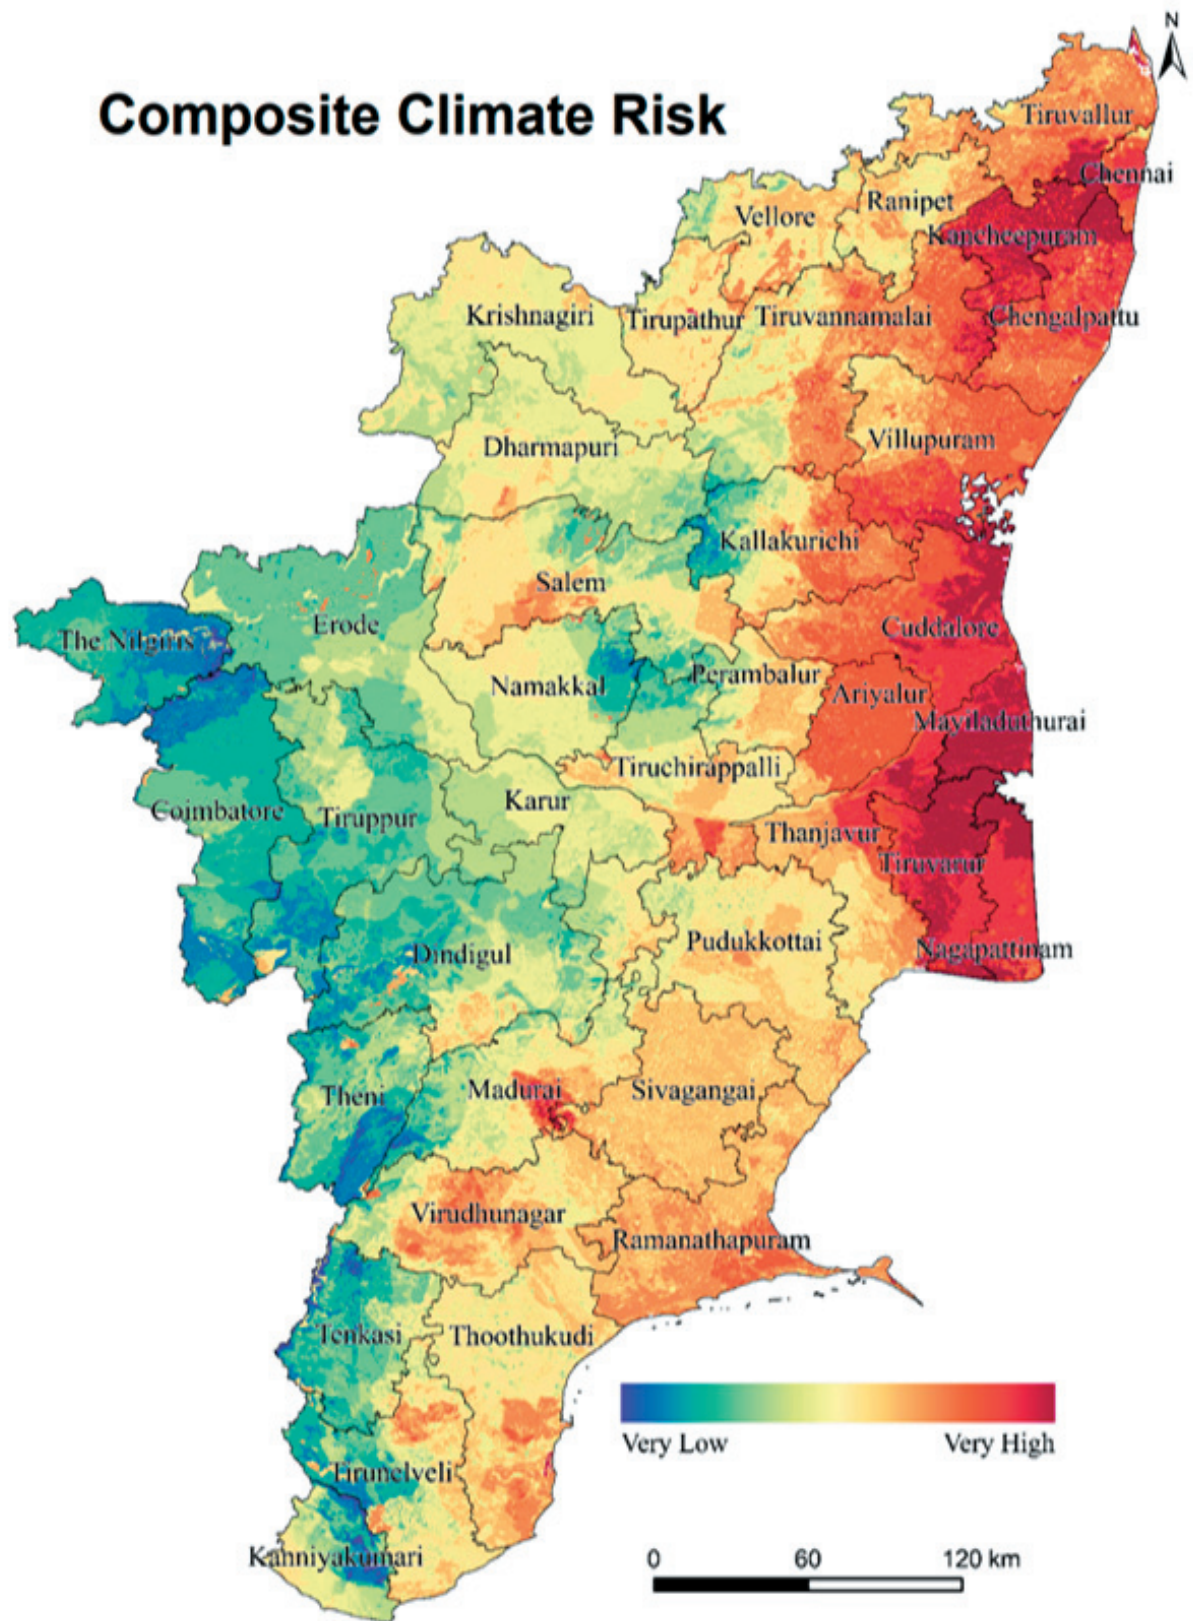 N
Composite Climate Risk
Tiruvallur
Chennai
Ranipet
Vellore
Kancheepuram
Krishnagiri
Tirupathur
Tiruvannamalai
Chengalpattu
Dharmapuri
Villupuram
Kallakurichi
Salem
The Nilgiris
Erode
Cuddalore
Namakkal
Perambalur
Ariyalur
Mayiladuthurai
Tiruchirappalli
Coimbatore
Tiruppur
Karur
Thanjavur
Tiruvarur
Dindigul
Pudukkottai
Nagapattinam
Theni
Madurai
Sivagangai
Virudhunagar
Ramanathapuram
Tenkasi
Thoothukudi
Very Low
Very High
Tirunelveli
Kanniyakumari
0 60 120 km